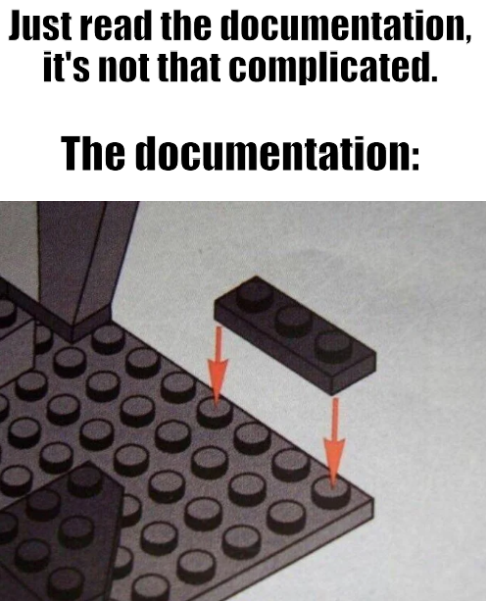 Just read the documentation,
it's not that complicated.
The documentation: